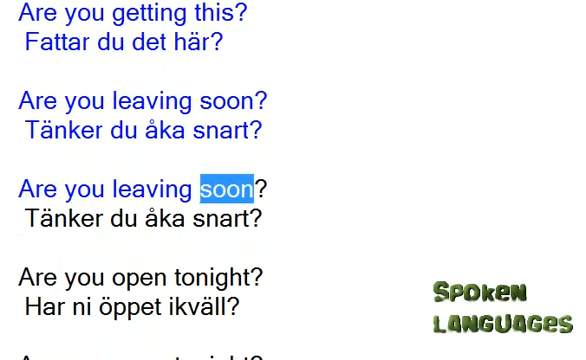 Are you getting this?
Fattar du det här?
Are you leaving soon?
Tänker du åka snart?
Are you leaving soon?
Tänker du åka snart?
Are you open tonight?
Har ni öppet ikväll?
Spoken
Languages